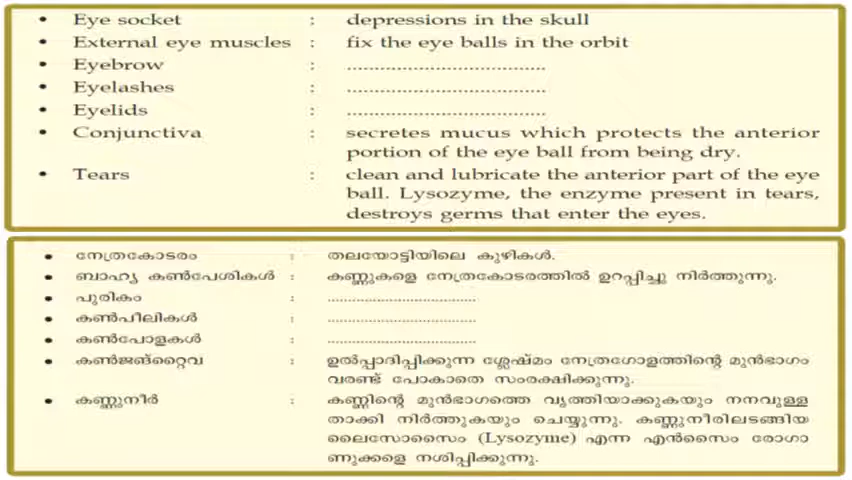 • Eye socket : depressions in the skull
• External eye muscles : fix the eye balls in the orbit
• Eyebrow : ...................................
• Eyelashes : ...................................
• Eyelids : ...................................
• Conjunctiva : secretes mucus which protects the anterior
portion of the eye ball from being dry.
• Tears : clean and lubricate the anterior part of the eye
ball. Lysozyme, the enzyme present in tears,
destroys germs that enter the eyes.
• നേത്രകോടരം : തലയോട്ടിയിലെ കുഴികൾ.
• ബാഹ്യ കൺപേശികൾ : കണ്ണുകളെ നേത്രകോടരത്തിൽ ഉറപ്പിച്ചു നിർത്തുന്നു.
• പുരികം : ...................................
• കൺപീലികൾ : ...................................
• കൺപോളകൾ : ...................................
• കൺജങ്റ്റൈവ : ഉൽപ്പാദിപ്പിക്കുന്ന ശ്ലേഷ്മം നേത്രഗോളത്തിന്റെ മുൻഭാഗം
വരണ്ട് പോകാതെ സംരക്ഷിക്കുന്നു.
• കണ്ണുനീർ : കണ്ണിന്റെ മുൻഭാഗത്തെ വൃത്തിയാക്കുകയും നനവുള്ള
താക്കി നിർത്തുകയും ചെയ്യുന്നു. കണ്ണുനീരിലടങ്ങിയ
ലൈസോസൈം (Lysozyme) എന്ന എൻസൈം രോഗാ
ണുക്കളെ നശിപ്പിക്കുന്നു.